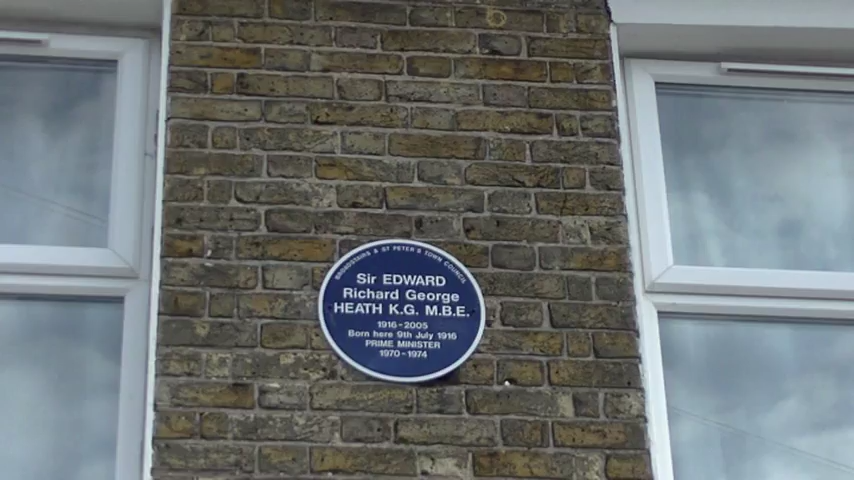 BROADSTAIRS & ST PETER'S TOWN COUNCIL
Sir EDWARD
Richard George
HEATH K.G. M.B.E.
1916-2005
Born here 9th July 1916
PRIME MINISTER
1970-1974